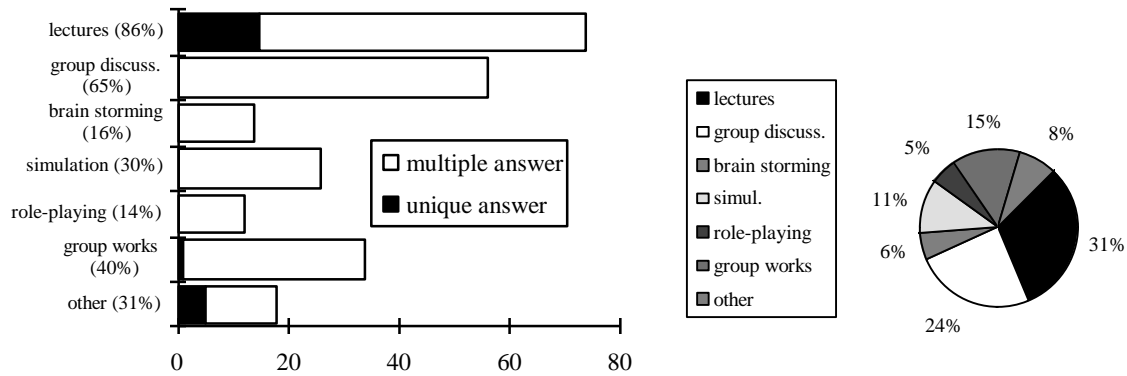 lectures (86%)
group discuss.
(65%)
brain storming
(16%)
simulation (30%)
role-playing (14%)
group works
(40%)
other (31%)
0 20 40 60 80
multiple answer
unique answer
lectures
group discuss.
brain storming
simul.
role-playing
group works
other
15%
8%
5%
11%
6%
31%
24%